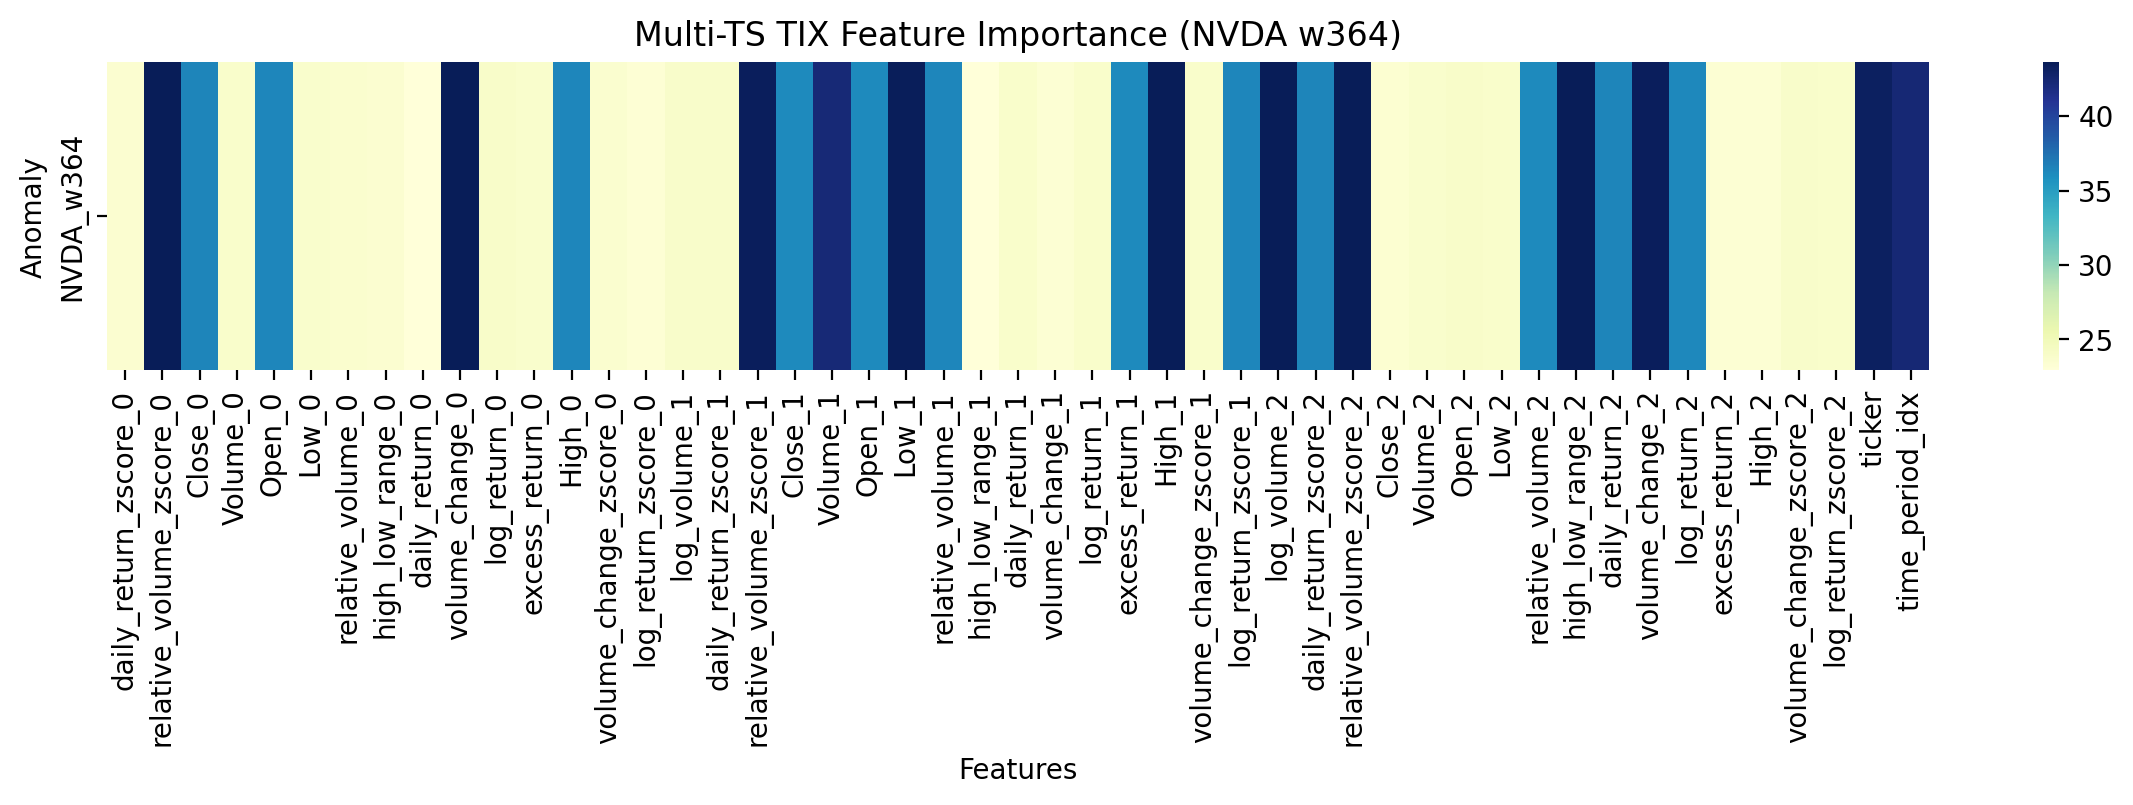 Multi-TS TIX Feature Importance (NVDA w364)
Anomaly
NVDA_w364
40
35
30
25
daily_return_zscore_0
relative_volume_zscore_0
Close_0
Volume_0
Open_0
Low_0
relative_volume_0
high_low_range_0
daily_return_0
volume_change_0
log_return_0
excess_return_0
High_0
volume_change_zscore_0
log_return_zscore_0
log_volume_1
daily_return_zscore_1
relative_volume_zscore_1
Close_1
Volume_1
Open_1
Low_1
relative_volume_1
high_low_range_1
daily_return_1
volume_change_1
log_return_1
excess_return_1
High_1
volume_change_zscore_1
log_return_zscore_1
log_volume_2
daily_return_zscore_2
relative_volume_zscore_2
Close_2
Volume_2
Open_2
Low_2
relative_volume_2
high_low_range_2
daily_return_2
volume_change_2
log_return_2
excess_return_2
High_2
volume_change_zscore_2
log_return_zscore_2
ticker
time_period_idx
Features